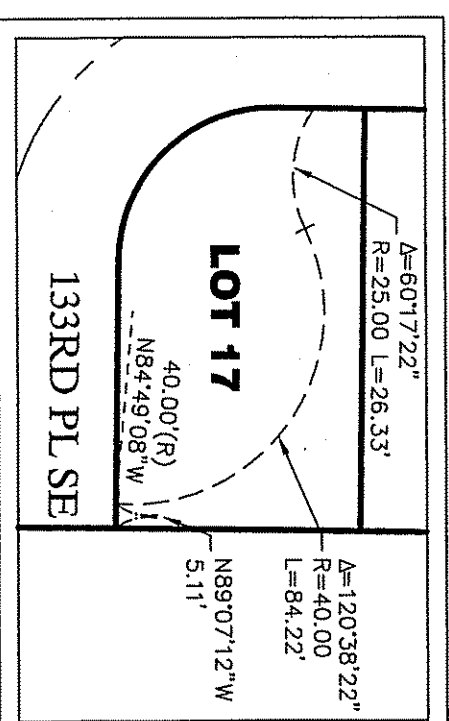 Δ=60°17'22"
R=25.00 L=26.33'
LOT 17
40.00'(R)
N84°49'08"W
Δ=120°38'22"
R=40.00
L=84.22'
N89°07'12"W
5.11'
133RD PL SE